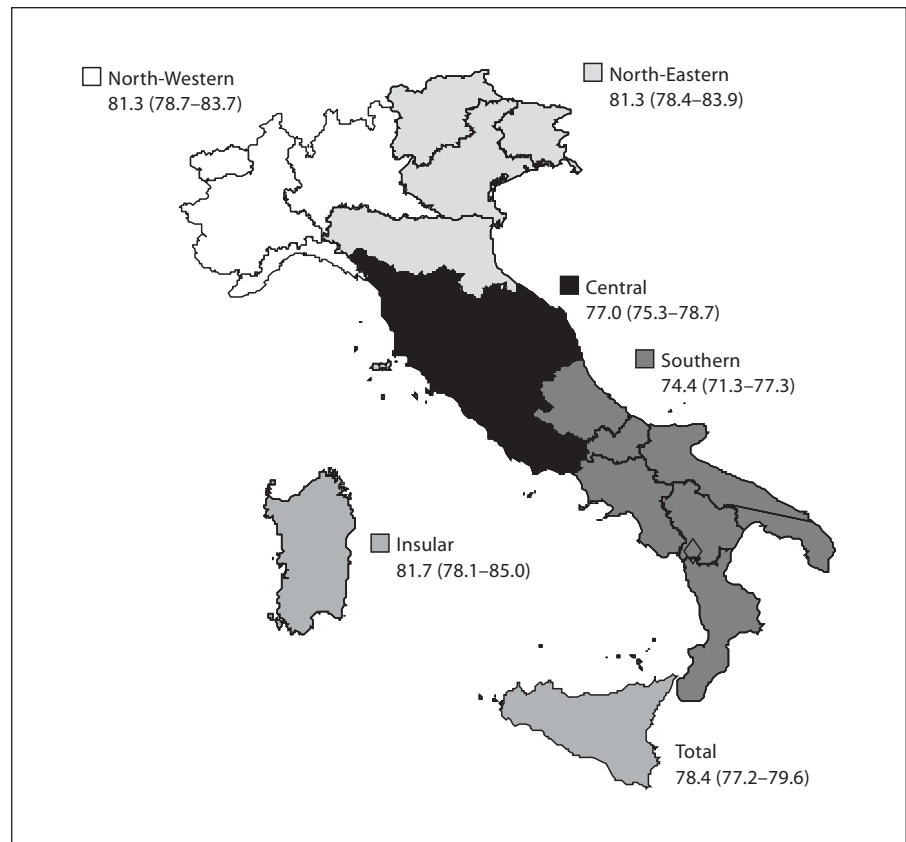 North-Western
81.3 (78.7–83.7)
North-Eastern
81.3 (78.4–83.9)
Central
77.0 (75.3–78.7)
Southern
74.4 (71.3–77.3)
Insular
81.7 (78.1–85.0)
Total
78.4 (77.2–79.6)